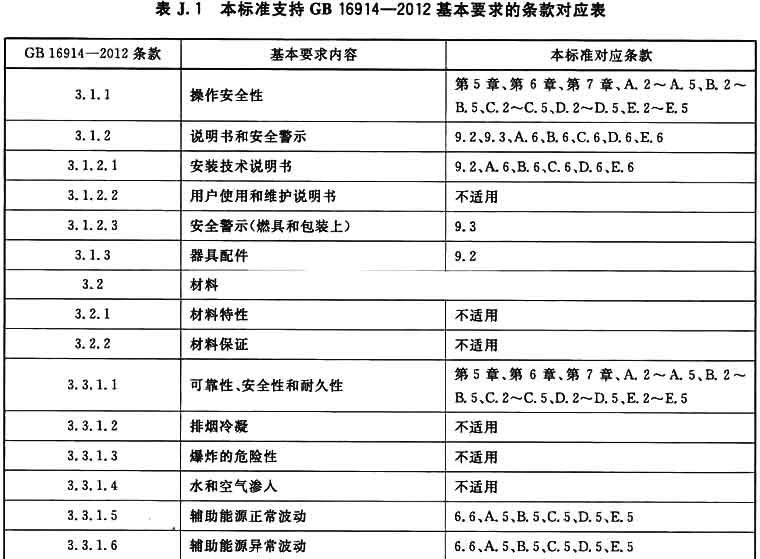 表 J.1 本标准支持 GB 16914—2012 基本要求的条款对应表
GB 16914—2012 条款 基本要求内容 本标准对应条款
3.1.1 操作安全性 第 5 章、第 6 章、第 7 章、A.2～A.5、B.2～
B.5、C.2～C.5、D.2～D.5、E.2～E.5
3.1.2 说明书和安全警示 9.2、9.3、A.6、B.6、C.6、D.6、E.6
3.1.2.1 安装技术说明书 9.2、A.6、B.6、C.6、D.6、E.6
3.1.2.2 用户使用和维护说明书 不适用
3.1.2.3 安全警示(燃具和包装上) 9.3
3.1.3 器具配件 9.2
3.2 材料
3.2.1 材料特性 不适用
3.2.2 材料保证 不适用
3.3.1.1 可靠性、安全性和耐久性 第 5 章、第 6 章、第 7 章、A.2～A.5、B.2～
B.5、C.2～C.5、D.2～D.5、E.2～E.5
3.3.1.2 排烟冷凝 不适用
3.3.1.3 爆炸的危险性 不适用
3.3.1.4 水和空气渗入 不适用
3.3.1.5 辅助能源正常波动 6.6、A.5、B.5、C.5、D.5、E.5
3.3.1.6 辅助能源异常波动 6.6、A.5、B.5、C.5、D.5、E.5